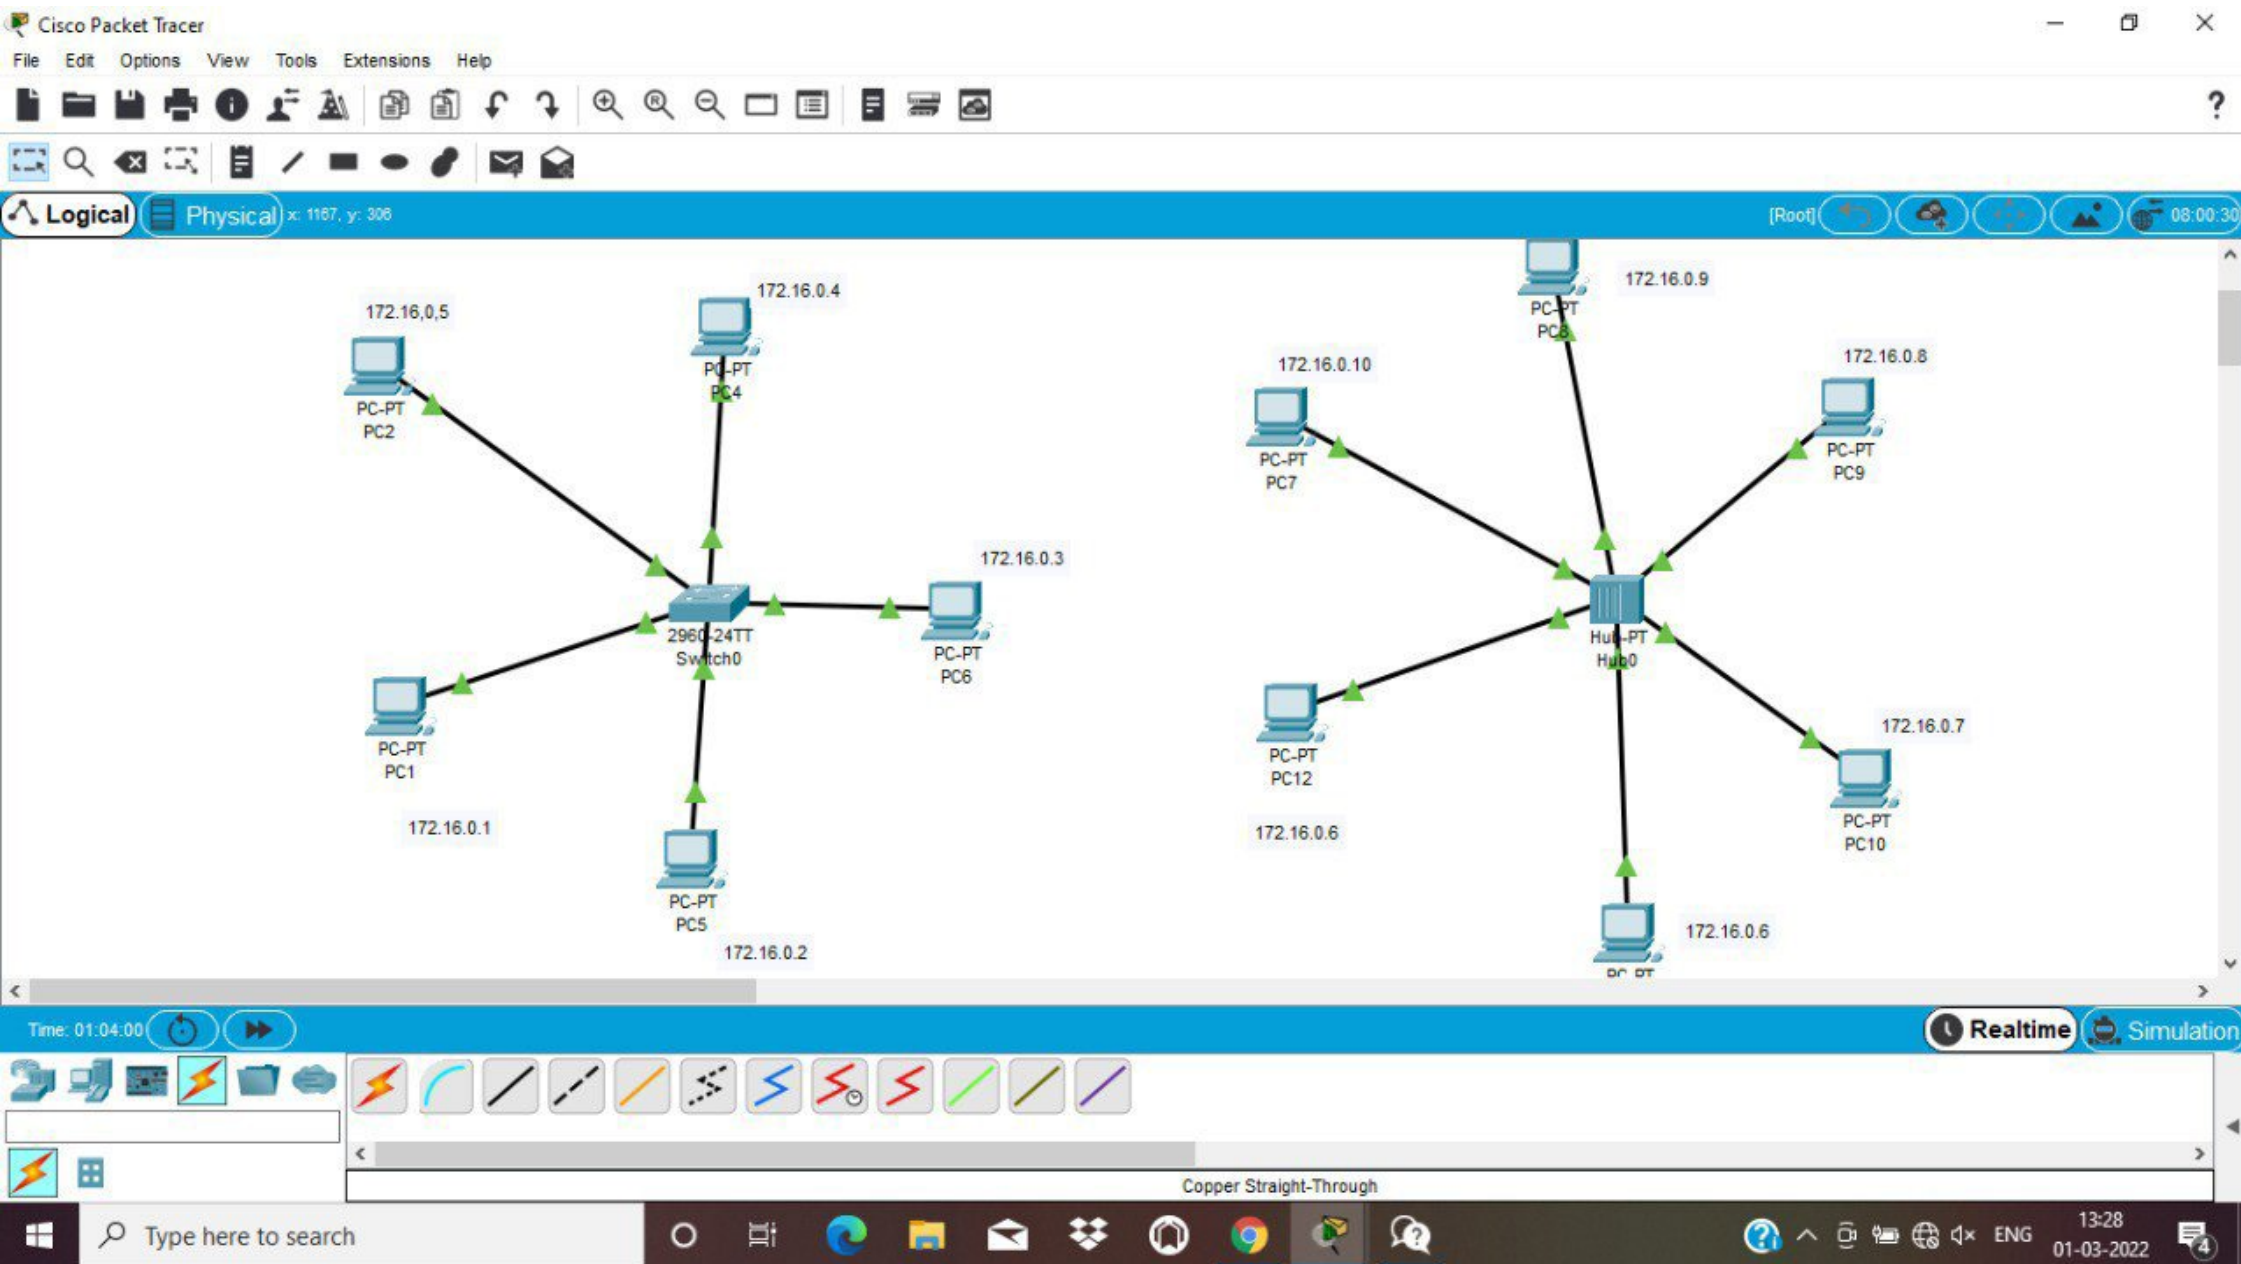 Cisco Packet Tracer
File Edit Options View Tools Extensions Help
?
Logical Physical x: 1167, y: 306 [Root] 08:00:30
172.16,0,5
PC-PT
PC2
172.16.0.4
PC-PT
PC4
172.16.0.3
PC-PT
PC6
2960-24TT
Switch0
PC-PT
PC1
172.16.0.1
PC-PT
PC5
172.16.0.2
172.16.0.9
PC-PT
PC8
172.16.0.10
PC-PT
PC7
172.16.0.8
PC-PT
PC9
Hub-PT
Hub0
PC-PT
PC12
172.16.0.6
172.16.0.7
PC-PT
PC10
172.16.0.6
PC-PT
Time: 01:04:00 Realtime Simulation
Copper Straight-Through
Type here to search
ENG
13:28
01-03-2022
4